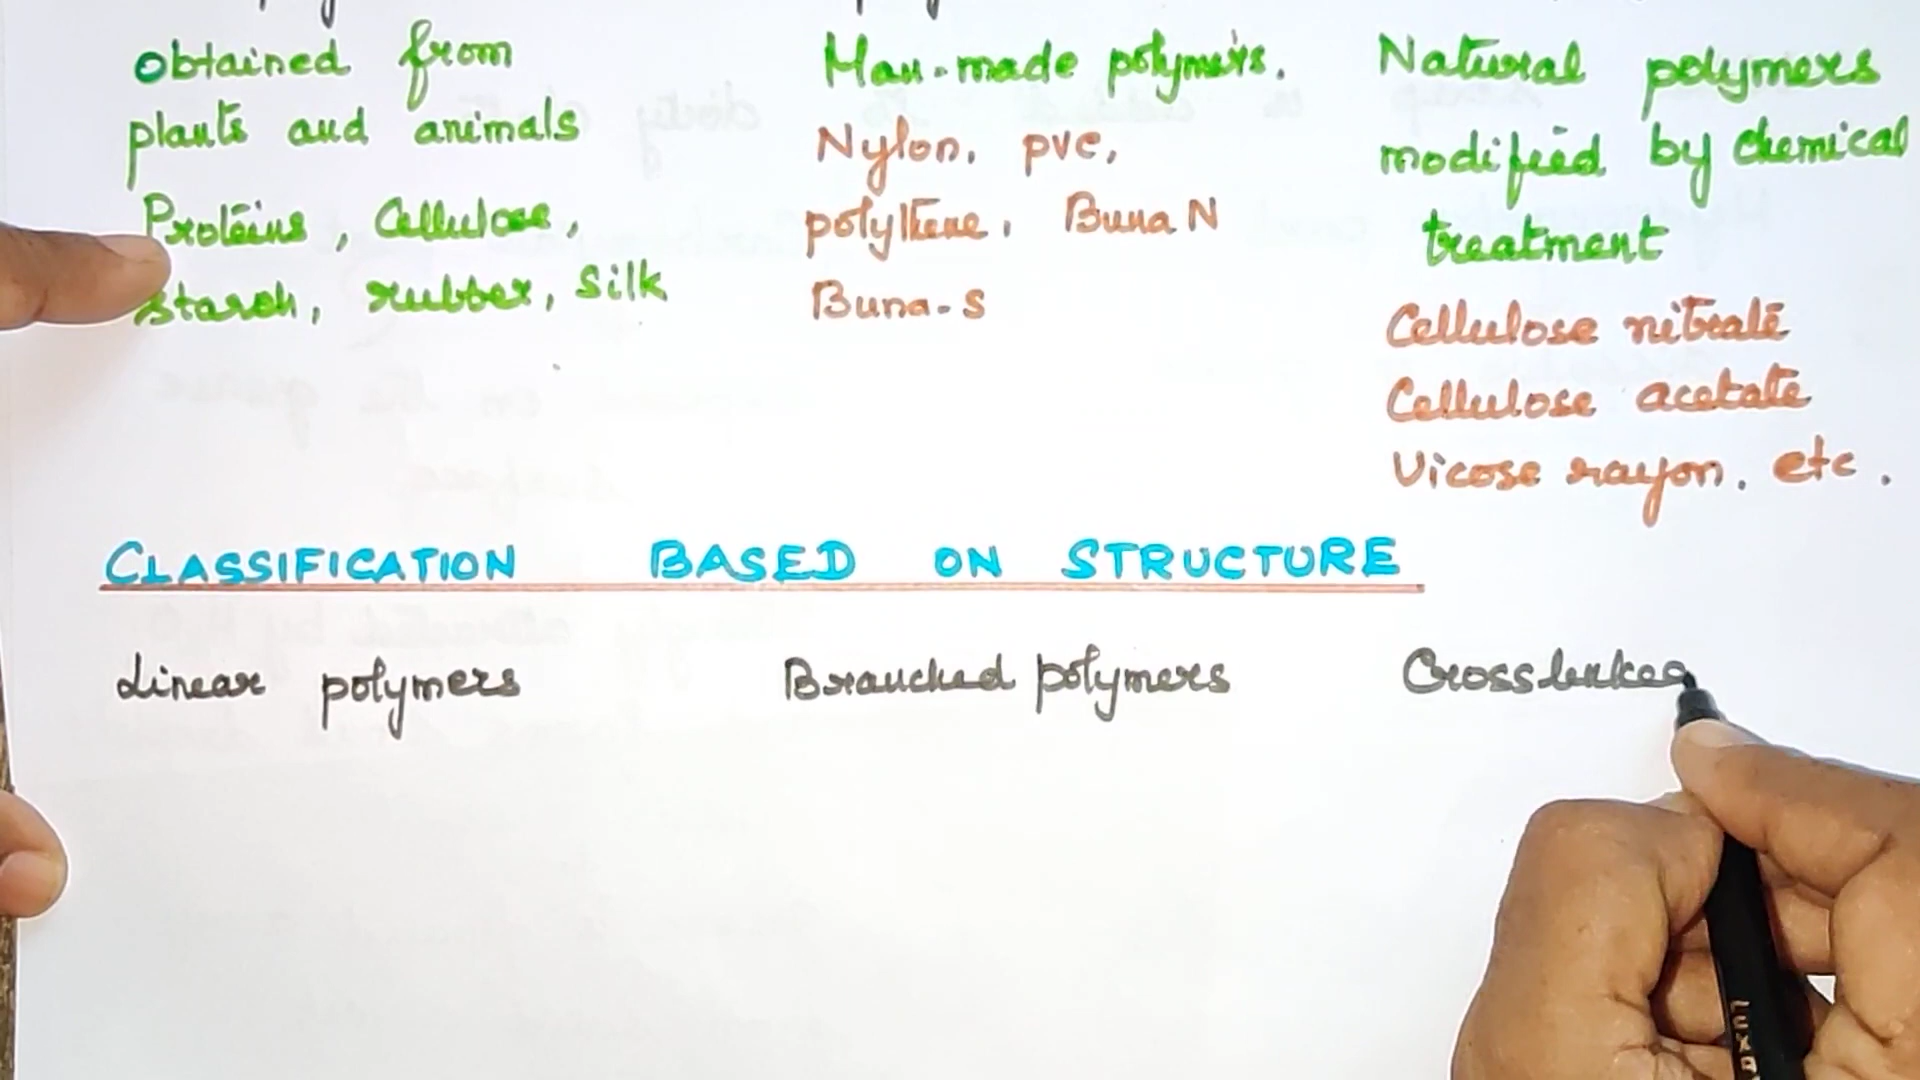 obtained from
plants and animals
Proteins, Cellulose,
starch, rubber, silk
Man-made polymers.
Nylon, pvc,
polythene, Buna N
Buna-s
Natural polymers
modified by chemical
treatment
Cellulose nitrate
Cellulose acetate
Vicose rayon. etc.
CLASSIFICATION BASED ON STRUCTURE
Linear polymers
Branched polymers
Crosslinked